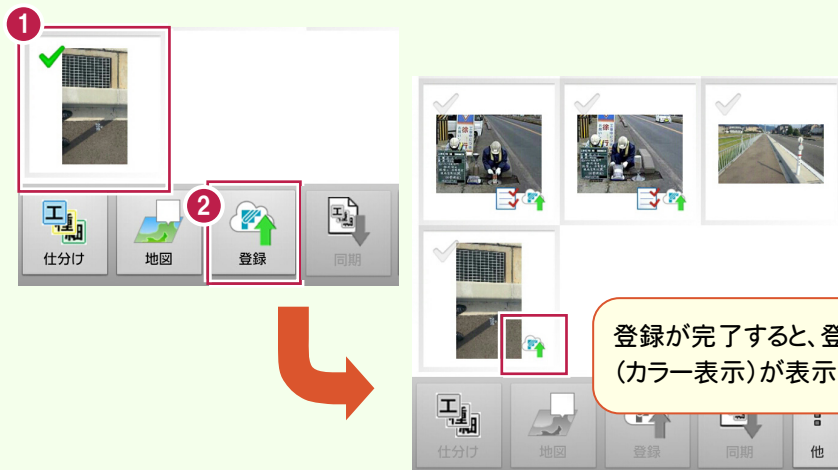 1
2
仕分け
地図
登録
同期
登録が完了すると、登
（カラー表示）が表示
仕分け
地図
登録
同期
他